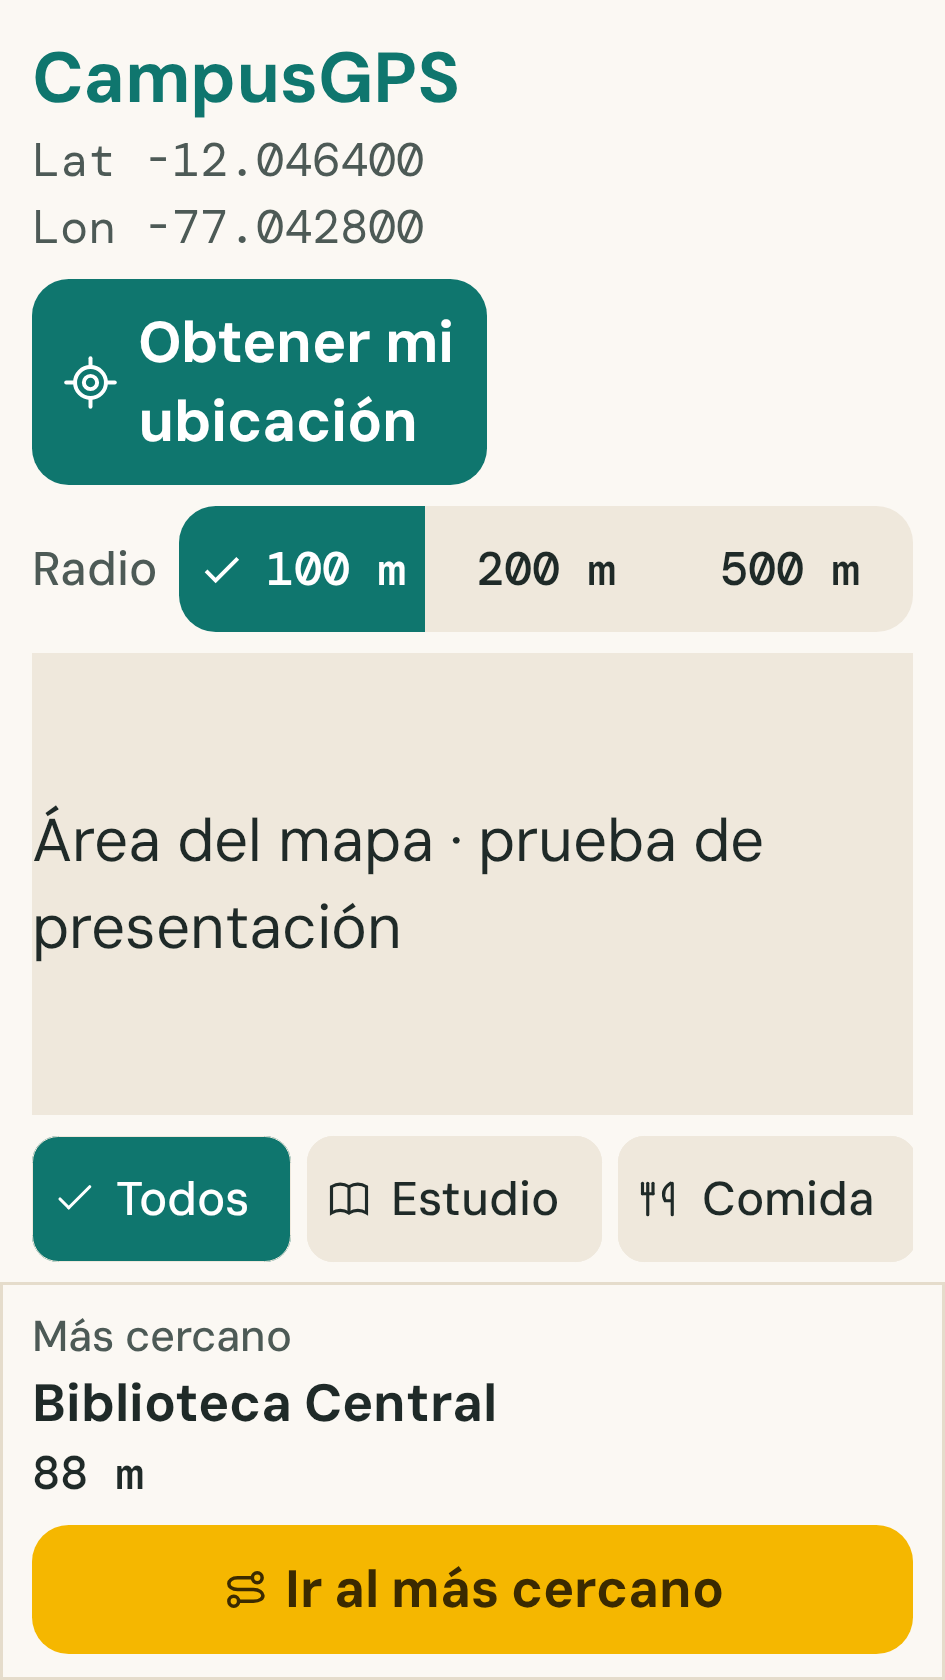 CampusGPS
Lat -12.046400
Lon -77.042800
Obtener mi
ubicación
Radio 100 m 200 m 500 m
Área del mapa · prueba de
presentación
Todos Estudio Comida
Más cercano
Biblioteca Central
88 m
Ir al más cercano